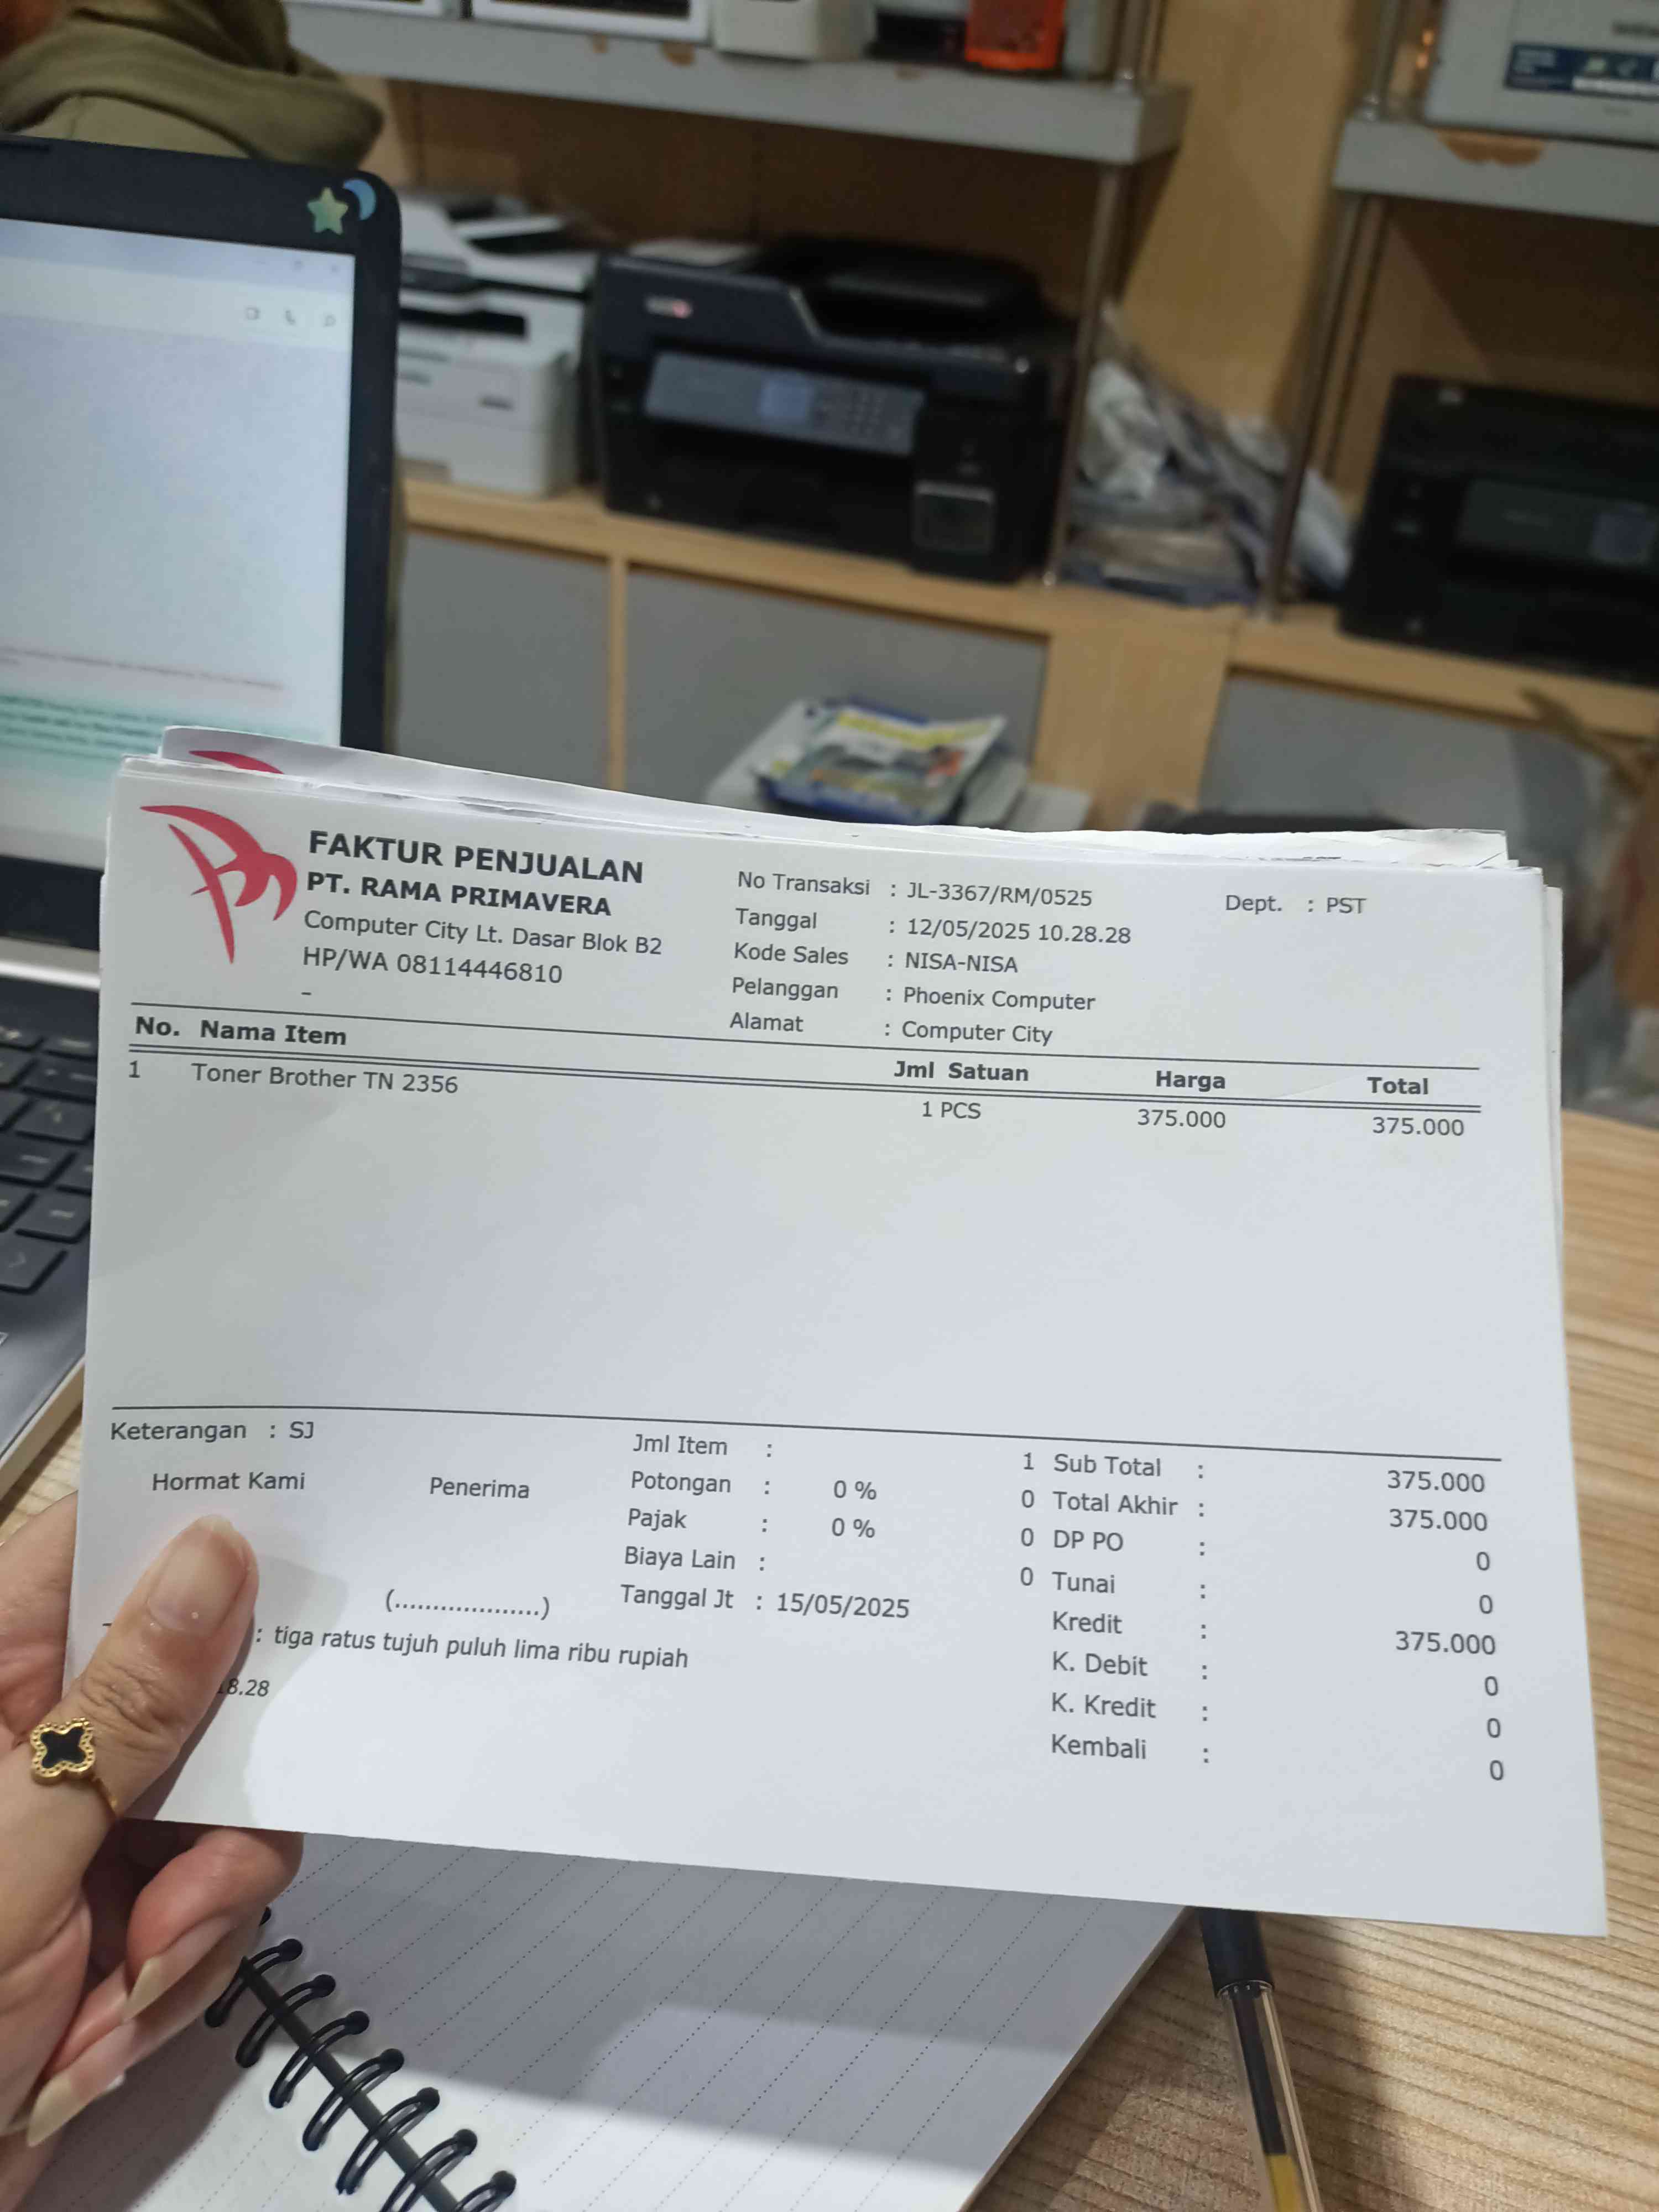 FAKTUR PENJUALAN
PT. RAMA PRIMAVERA
Computer City Lt. Dasar Blok B2
HP/WA 08114446810
-
No Transaksi : JL-3367/RM/0525
Tanggal : 12/05/2025 10.28.28
Kode Sales : NISA-NISA
Pelanggan : Phoenix Computer
Alamat : Computer City
Dept. : PST
No. Nama Item Jml Satuan Harga Total
1 Toner Brother TN 2356 1 PCS 375.000 375.000
Keterangan : SJ
Hormat Kami Penerima
(...................)
: tiga ratus tujuh puluh lima ribu rupiah
8.28
Jml Item : 1
Potongan : 0 % 0
Pajak : 0 % 0
Biaya Lain : 0
Tanggal Jt : 15/05/2025
Sub Total : 375.000
Total Akhir : 375.000
DP PO : 0
Tunai : 0
Kredit : 375.000
K. Debit : 0
K. Kredit : 0
Kembali : 0